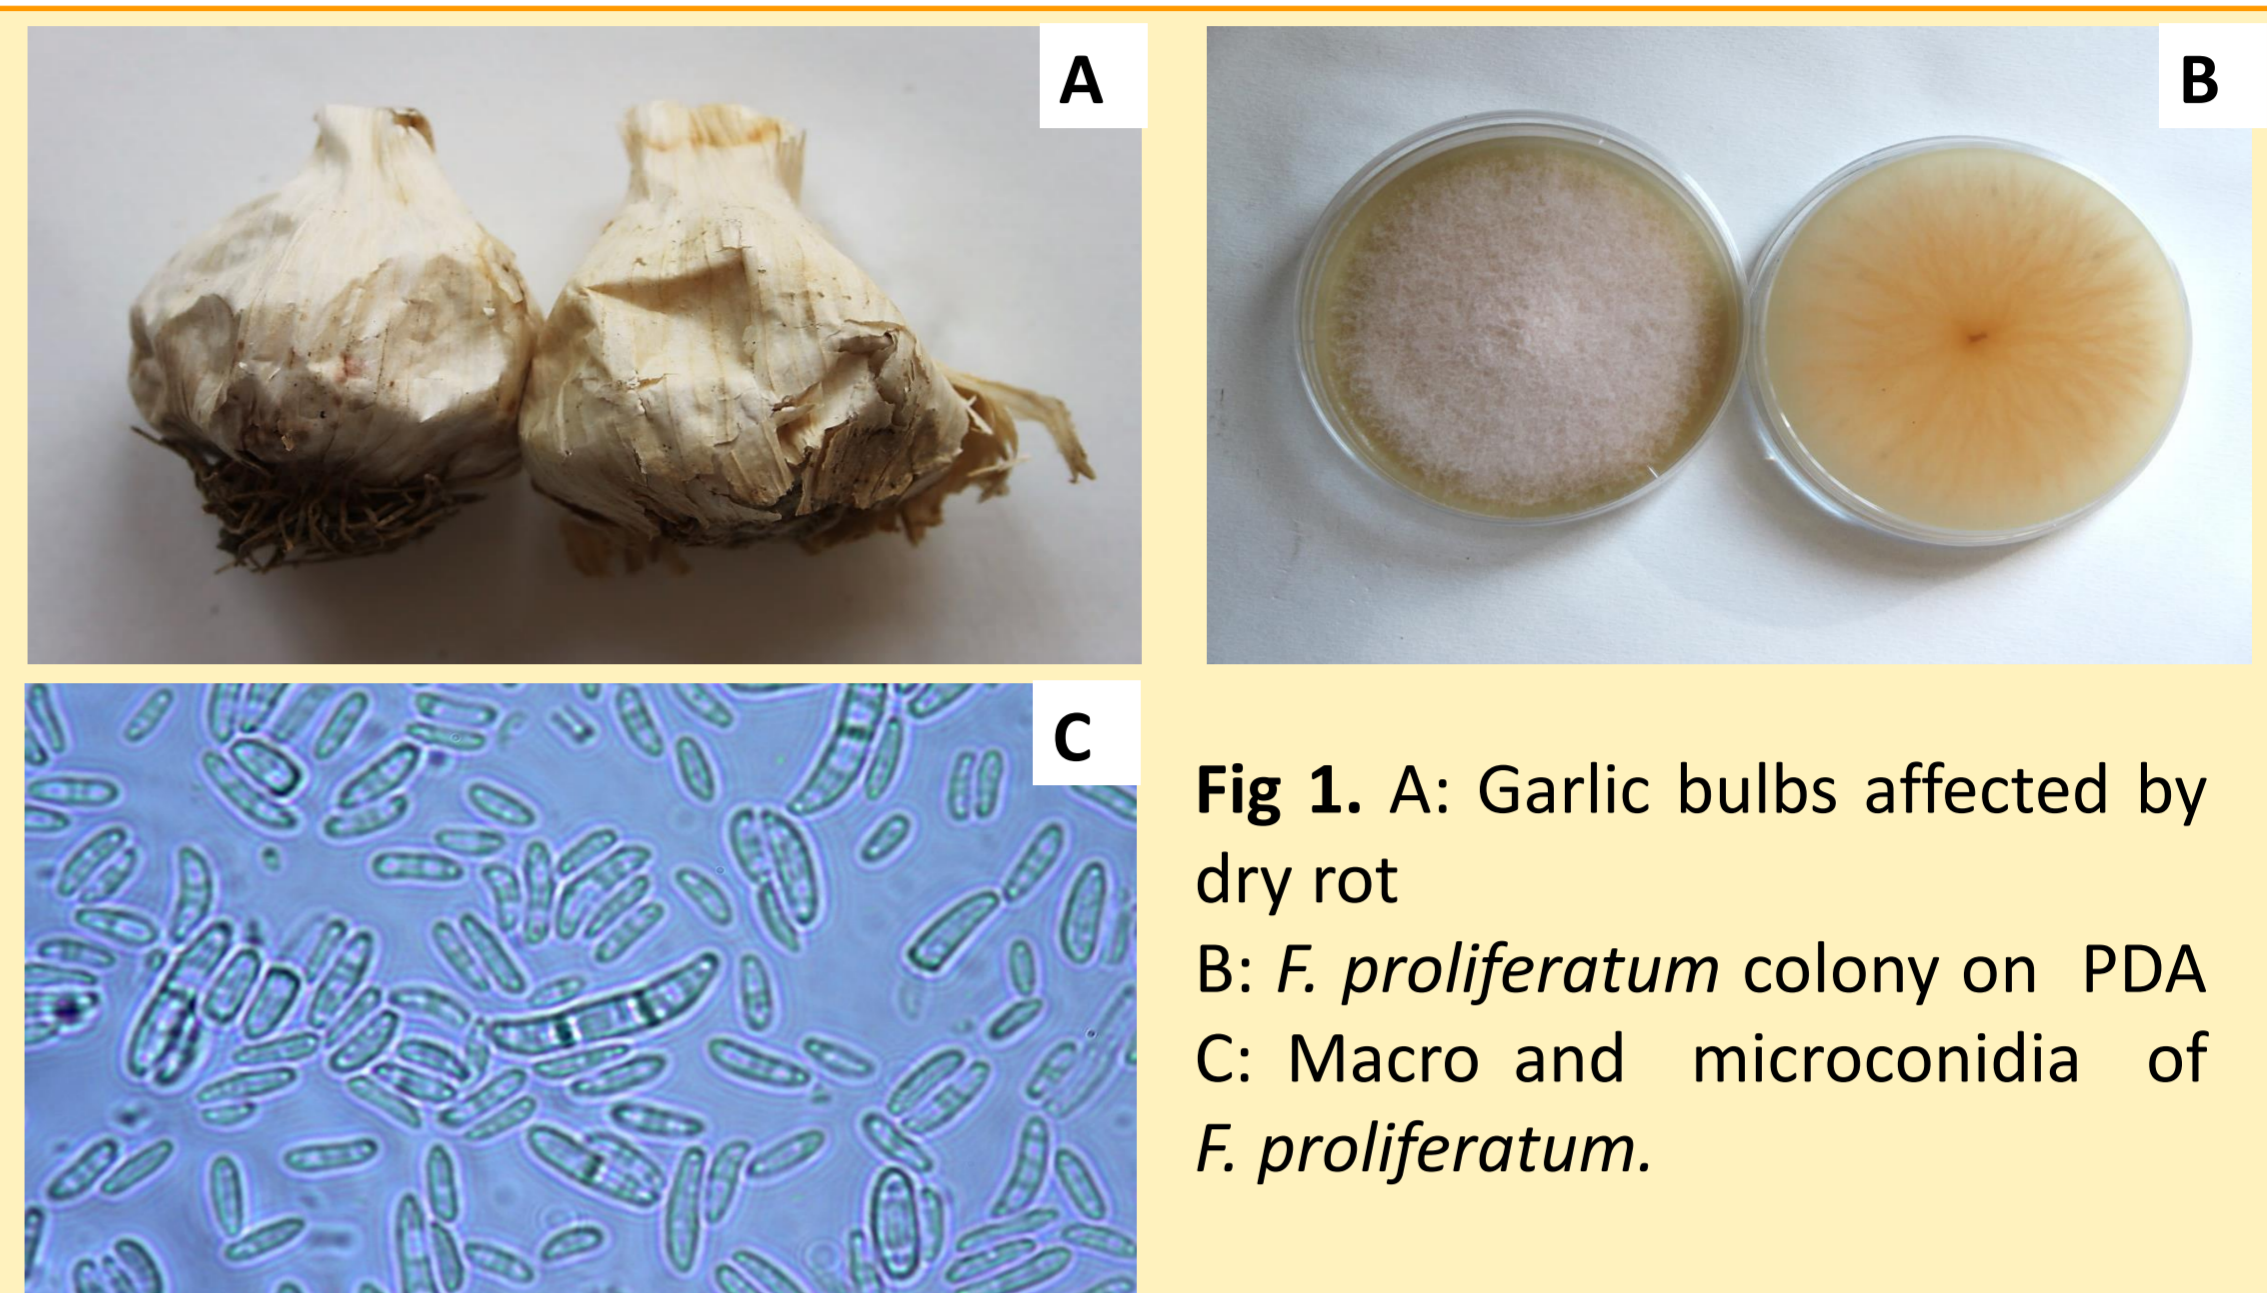 A
B
C
Fig 1. A: Garlic bulbs affected by
dry rot
B: F. proliferatum colony on PDA
C: Macro and microconidia of
F. proliferatum.